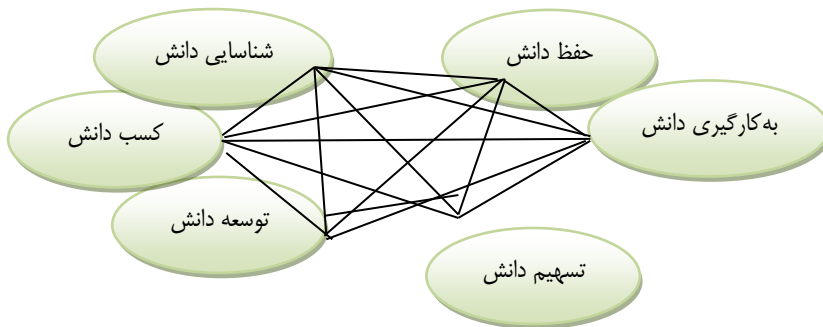 شناسایی دانش
حفظ دانش
کسب دانش
به‌کارگیری دانش
توسعه دانش
تسهیم دانش